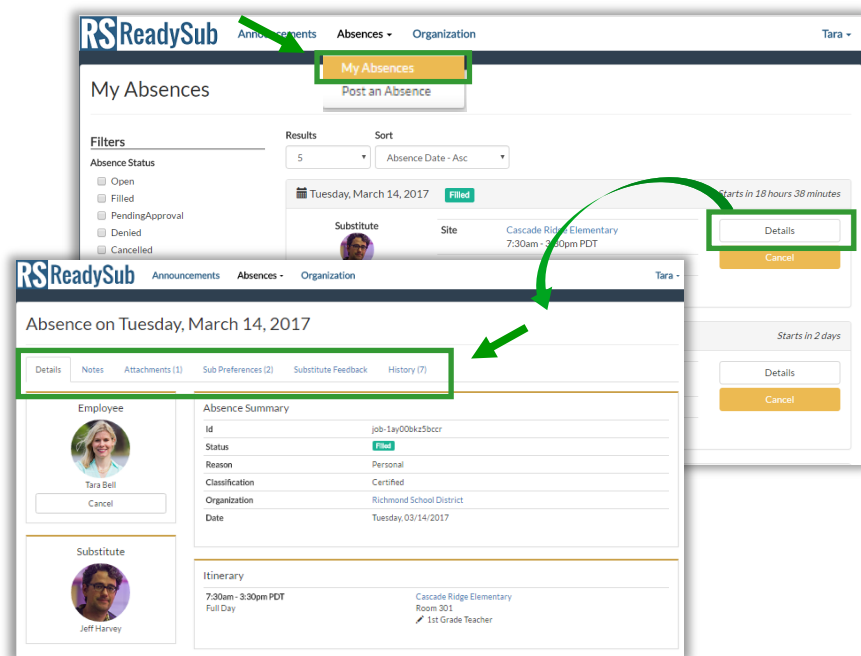 RS ReadySub Announcements Absences Organization Tara
My Absences
Post an Absence
My Absences
Filters
Absence Status
Open
Filled
PendingApproval
Denied
Cancelled
Results Sort
5 Absence Date - Asc
Tuesday, March 14, 2017 Filled Starts in 18 hours 38 minutes
Substitute Site Cascade Ridge Elementary
7:30am - 3:30pm PDT
Details
Cancel
Starts in 2 days
Details
Cancel
RS ReadySub Announcements Absences Organization Tara
Absence on Tuesday, March 14, 2017
Details Notes Attachments (1) Sub Preferences (2) Substitute Feedback History (7)
Employee
Tara Bell
Cancel
Substitute
Jeff Harvey
Absence Summary
Id job-1ay00bkz5bccr
Status Filled
Reason Personal
Classification Certified
Organization Richmond School District
Date Tuesday, 03/14/2017
Itinerary
7:30am - 3:30pm PDT Cascade Ridge Elementary
Full Day Room 301
1st Grade Teacher